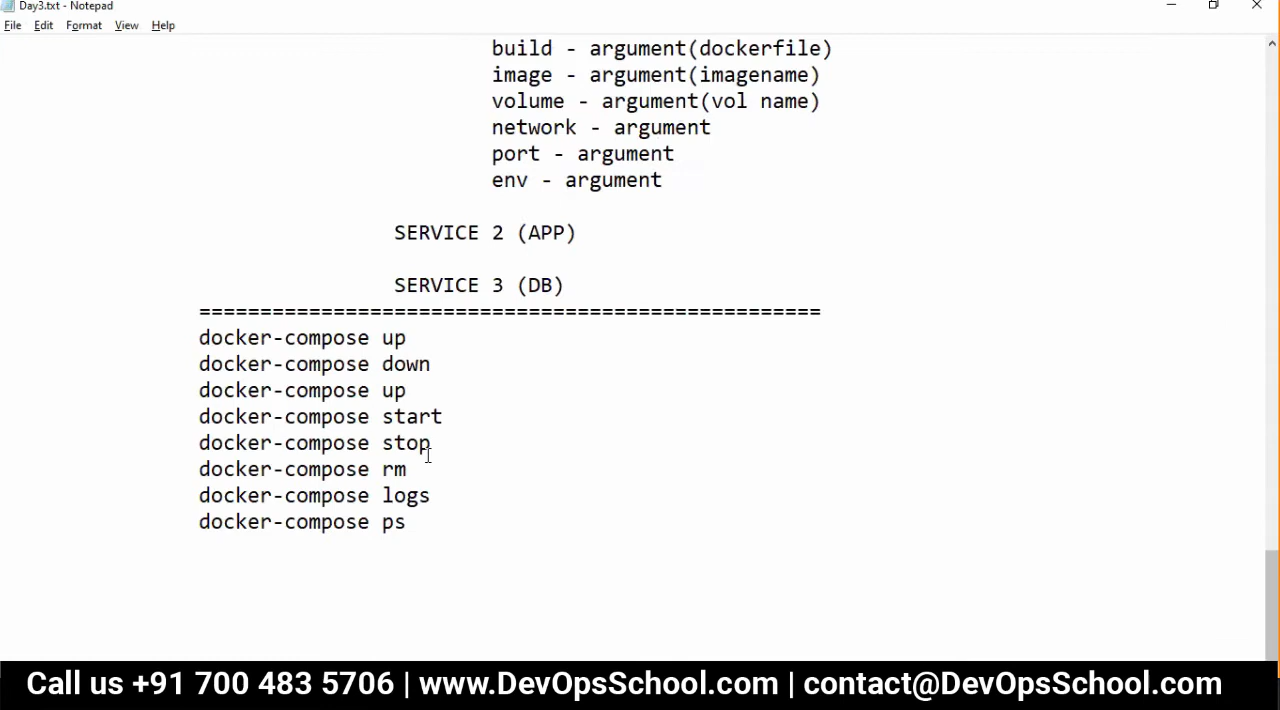 Day3.txt - Notepad
File Edit Format View Help
build - argument(dockerfile)
image - argument(imagename)
volume - argument(vol name)
network - argument
port - argument
env - argument
SERVICE 2 (APP)
SERVICE 3 (DB)
===================================================
docker-compose up
docker-compose down
docker-compose up
docker-compose start
docker-compose stop
docker-compose rm
docker-compose logs
docker-compose ps
Call us +91 700 483 5706 | www.DevOpsSchool.com | contact@DevOpsSchool.com